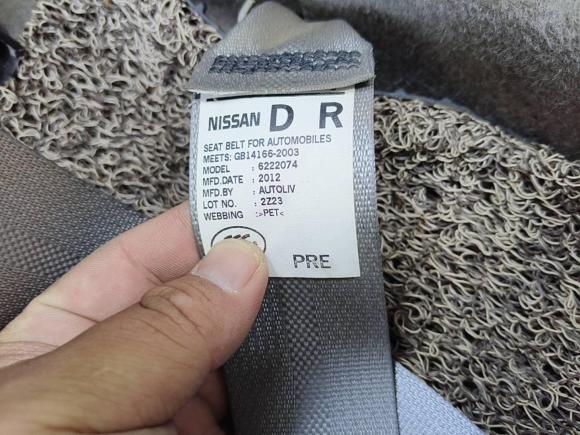 NISSAN D R
SEAT BELT FOR AUTOMOBILES
MEETS: GB14166-2003
MODEL : 6222074
MFD.DATE : 2012
MFD.BY : AUTOLIV
LOT NO. : 2Z23
WEBBING :>PET<
PRE